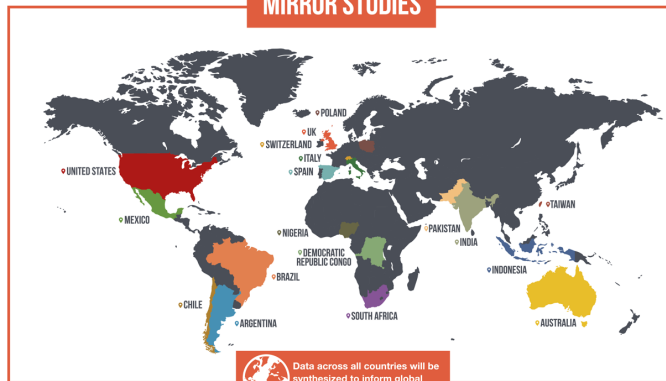 MIRROR STUDIES
POLAND
UK
SWITZERLAND
ITALY
SPAIN
UNITED STATES
MEXICO
TAIWAN
PAKISTAN
INDIA
NIGERIA
DEMOCRATIC
REPUBLIC CONGO
INDONESIA
BRAZIL
CHILE
SOUTH AFRICA
ARGENTINA
AUSTRALIA
Data across all countries will be
synthesized to inform global